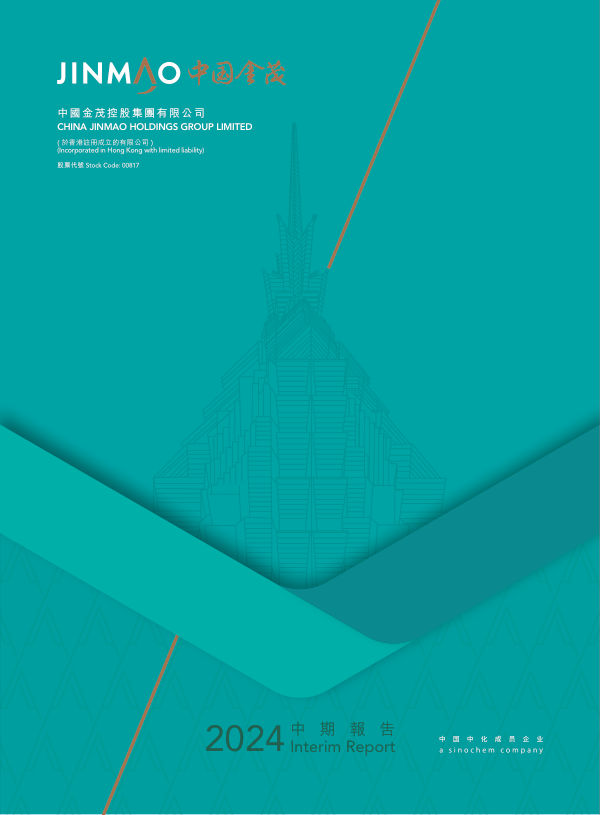 JINMAO 中国金茂
中國金茂控股集團有限公司
CHINA JINMAO HOLDINGS GROUP LIMITED
(於香港註冊成立的有限公司)
(Incorporated in Hong Kong with limited liability)
股票代號 Stock Code: 00817
2024 中期報告
Interim Report
中国中化成员企业
a sinochem company